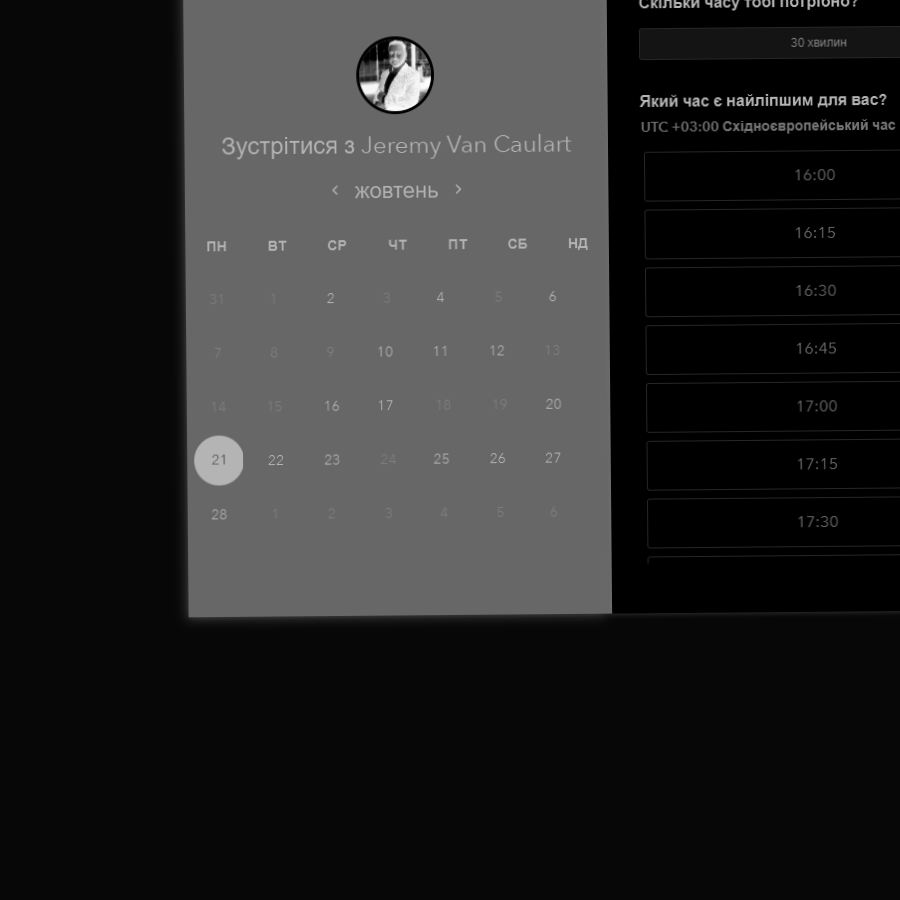 Зустрітися з Jeremy Van Caulart
‹ жовтень ›
ПН ВТ СР ЧТ ПТ СБ НД
31 1 2 3 4 5 6
7 8 9 10 11 12 13
14 15 16 17 18 19 20
21 22 23 24 25 26 27
28 1 2 3 4 5 6
Скільки часу тобі потрібно?
30 хвилин
Який час є найліпшим для вас?
UTC +03:00 Східноєвропейський час
16:00
16:15
16:30
16:45
17:00
17:15
17:30